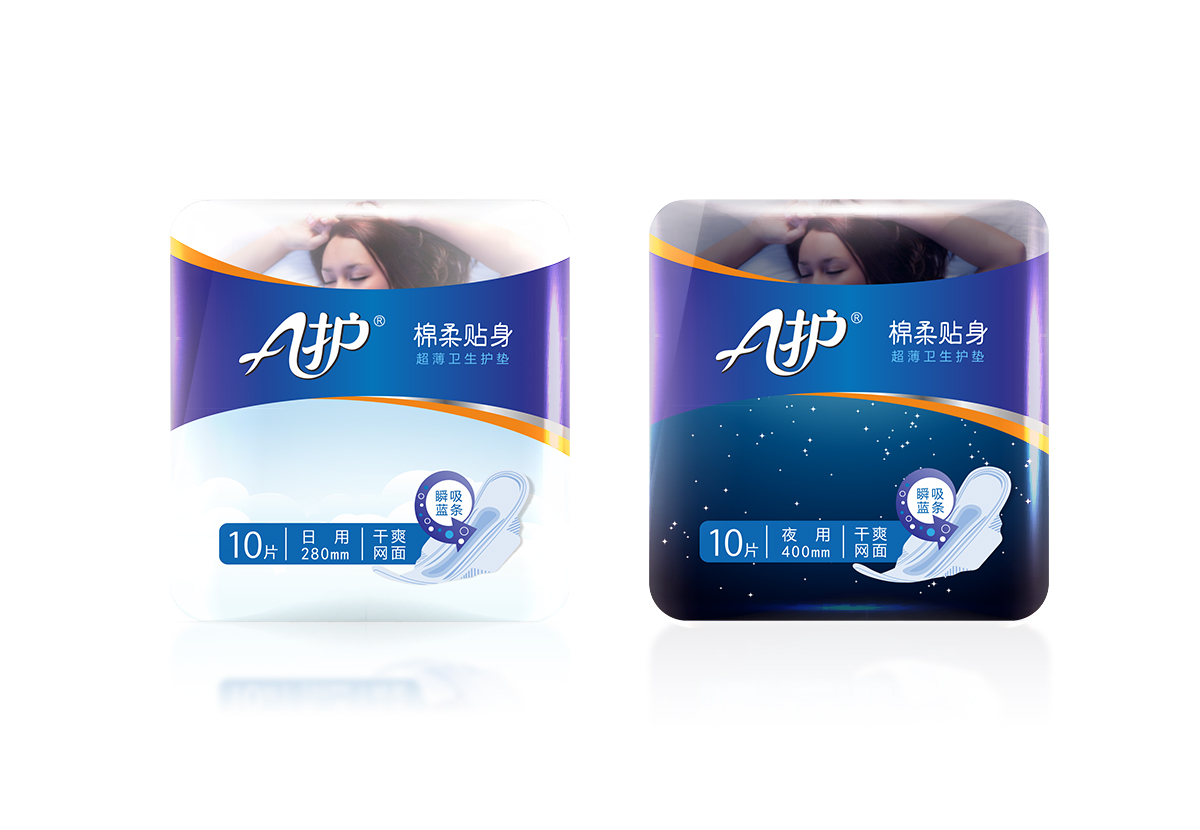 A护®
棉柔贴身
超薄卫生护垫
瞬吸
蓝条
10片
日用
280mm
干爽
网面
A护®
棉柔贴身
超薄卫生护垫
瞬吸
蓝条
10片
夜用
400mm
干爽
网面